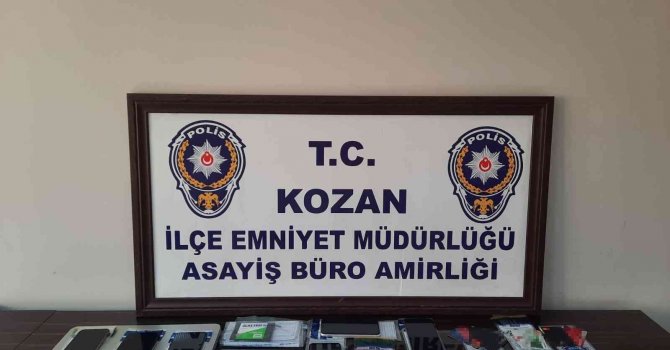 POLİS
POLİS
T.C.
KOZAN
İLÇE EMNİYET MÜDÜRLÜĞÜ
ASAYİŞ BÜRO AMİRLİĞİ